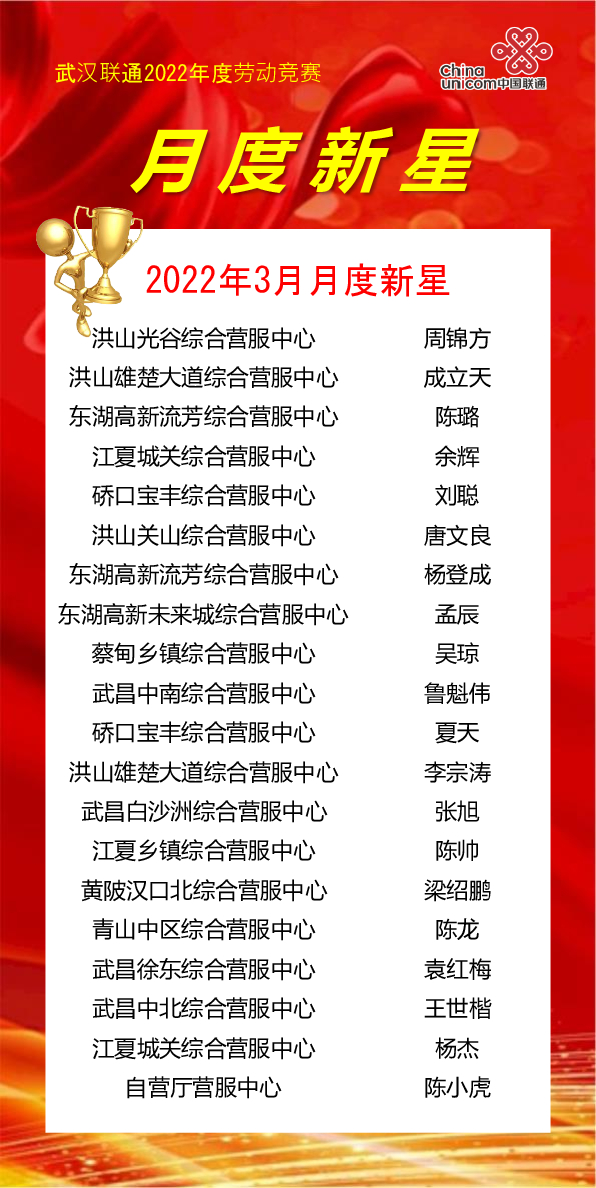 武汉联通2022年度劳动竞赛
China
unicom中国联通
月度新星
2022年3月月度新星
洪山光谷综合营服中心 周锦方
洪山雄楚大道综合营服中心 成立天
东湖高新流芳综合营服中心 陈璐
江夏城关综合营服中心 余辉
硚口宝丰综合营服中心 刘聪
洪山关山综合营服中心 唐文良
东湖高新流芳综合营服中心 杨登成
东湖高新未来城综合营服中心 孟辰
蔡甸乡镇综合营服中心 吴琼
武昌中南综合营服中心 鲁魁伟
硚口宝丰综合营服中心 夏天
洪山雄楚大道综合营服中心 李宗涛
武昌白沙洲综合营服中心 张旭
江夏乡镇综合营服中心 陈帅
黄陂汉口北综合营服中心 梁绍鹏
青山中区综合营服中心 陈龙
武昌徐东综合营服中心 袁红梅
武昌中北综合营服中心 王世楷
江夏城关综合营服中心 杨杰
自营厅营服中心 陈小虎